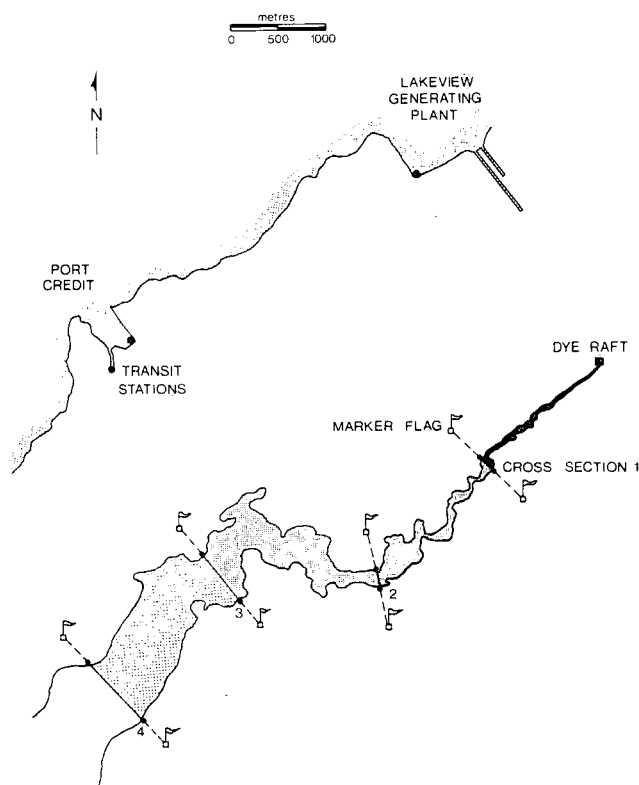 metres
0 500 1000
N
LAKEVIEW
GENERATING
PLANT
PORT
CREDIT
TRANSIT
STATIONS
DYE RAFT
MARKER FLAG
CROSS SECTION 1
2
3
4